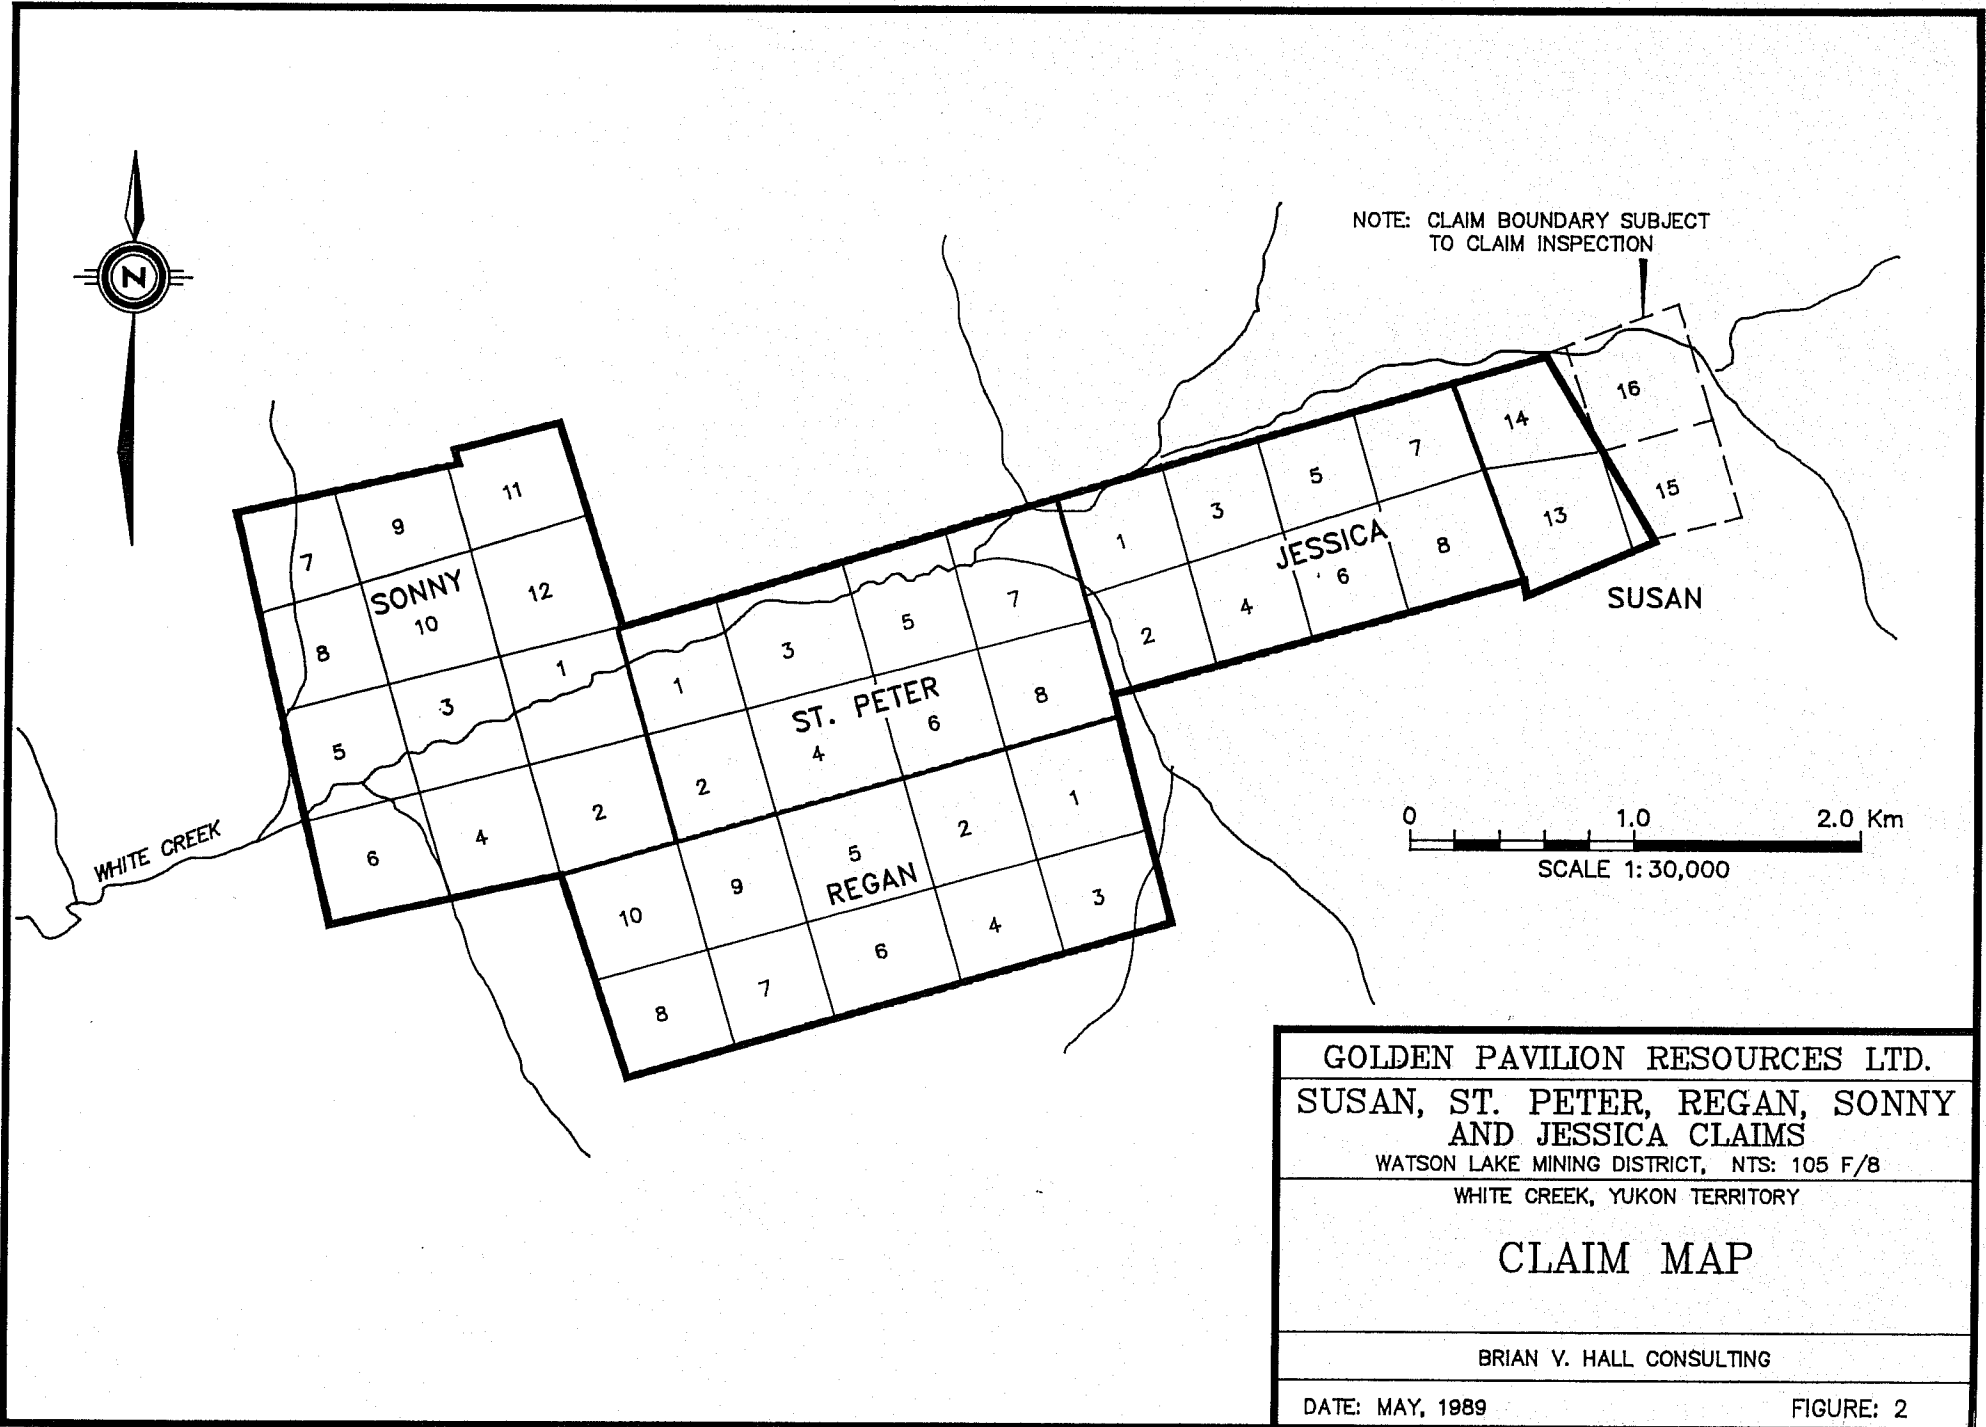 NOTE: CLAIM BOUNDARY SUBJECT
TO CLAIM INSPECTION
N
16
14
7
15
5
11
3
13
9
JESSICA
1
8
7
6
SONNY
12
7
4
SUSAN
10
5
2
8
3
1
1
8
3
ST. PETER
6
5
4
2
1
0 1.0 2.0 Km
SCALE 1:30,000
2
2
4
5
WHITE CREEK
6
REGAN
9
3
10
4
6
7
8
GOLDEN PAVILION RESOURCES LTD.
SUSAN, ST. PETER, REGAN, SONNY
AND JESSICA CLAIMS
WATSON LAKE MINING DISTRICT, NTS: 105 F/8
WHITE CREEK, YUKON TERRITORY
CLAIM MAP
BRIAN V. HALL CONSULTING
DATE: MAY, 1989 FIGURE: 2